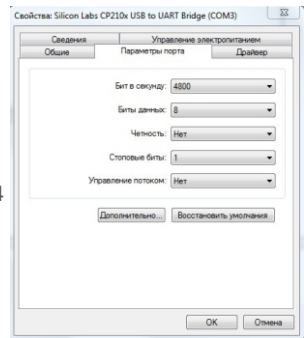 Свойства: Silicon Labs CP210x USB to UART Bridge (COM3)
Сведения Управление электропитанием
Общие Параметры порта Драйвер
Бит в секунду: 4800
Биты данных: 8
Четность: Нет
Стоповые биты: 1
Управление потоком: Нет
Дополнительно... Восстановить умолчания
OK Отмена